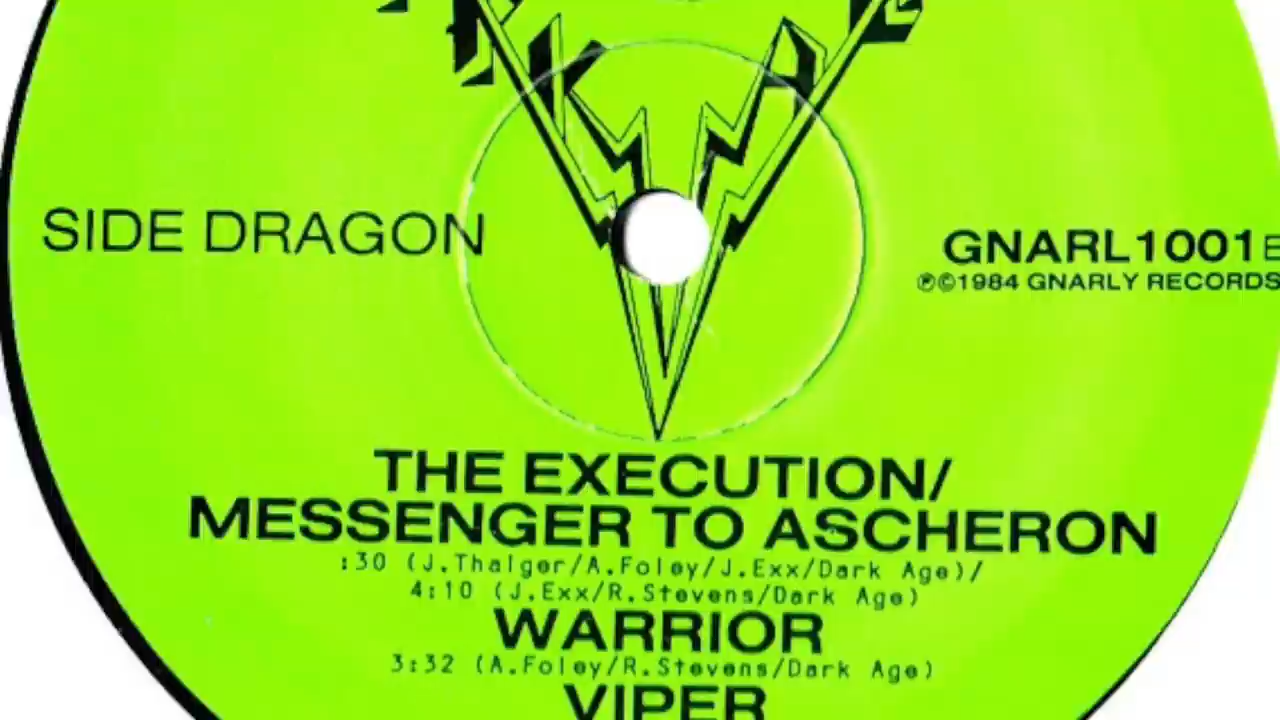 SIDE DRAGON
GNARL1001
℗©1984 GNARLY RECORDS
THE EXECUTION/
MESSENGER TO ASCHERON
:30 (J.Thalger/A.Foley/J.Exx/Dark Age)/
4:10 (J.Exx/R.Stevens/Dark Age)
WARRIOR
3:32 (A.Foley/R.Stevens/Dark Age)
VIPER